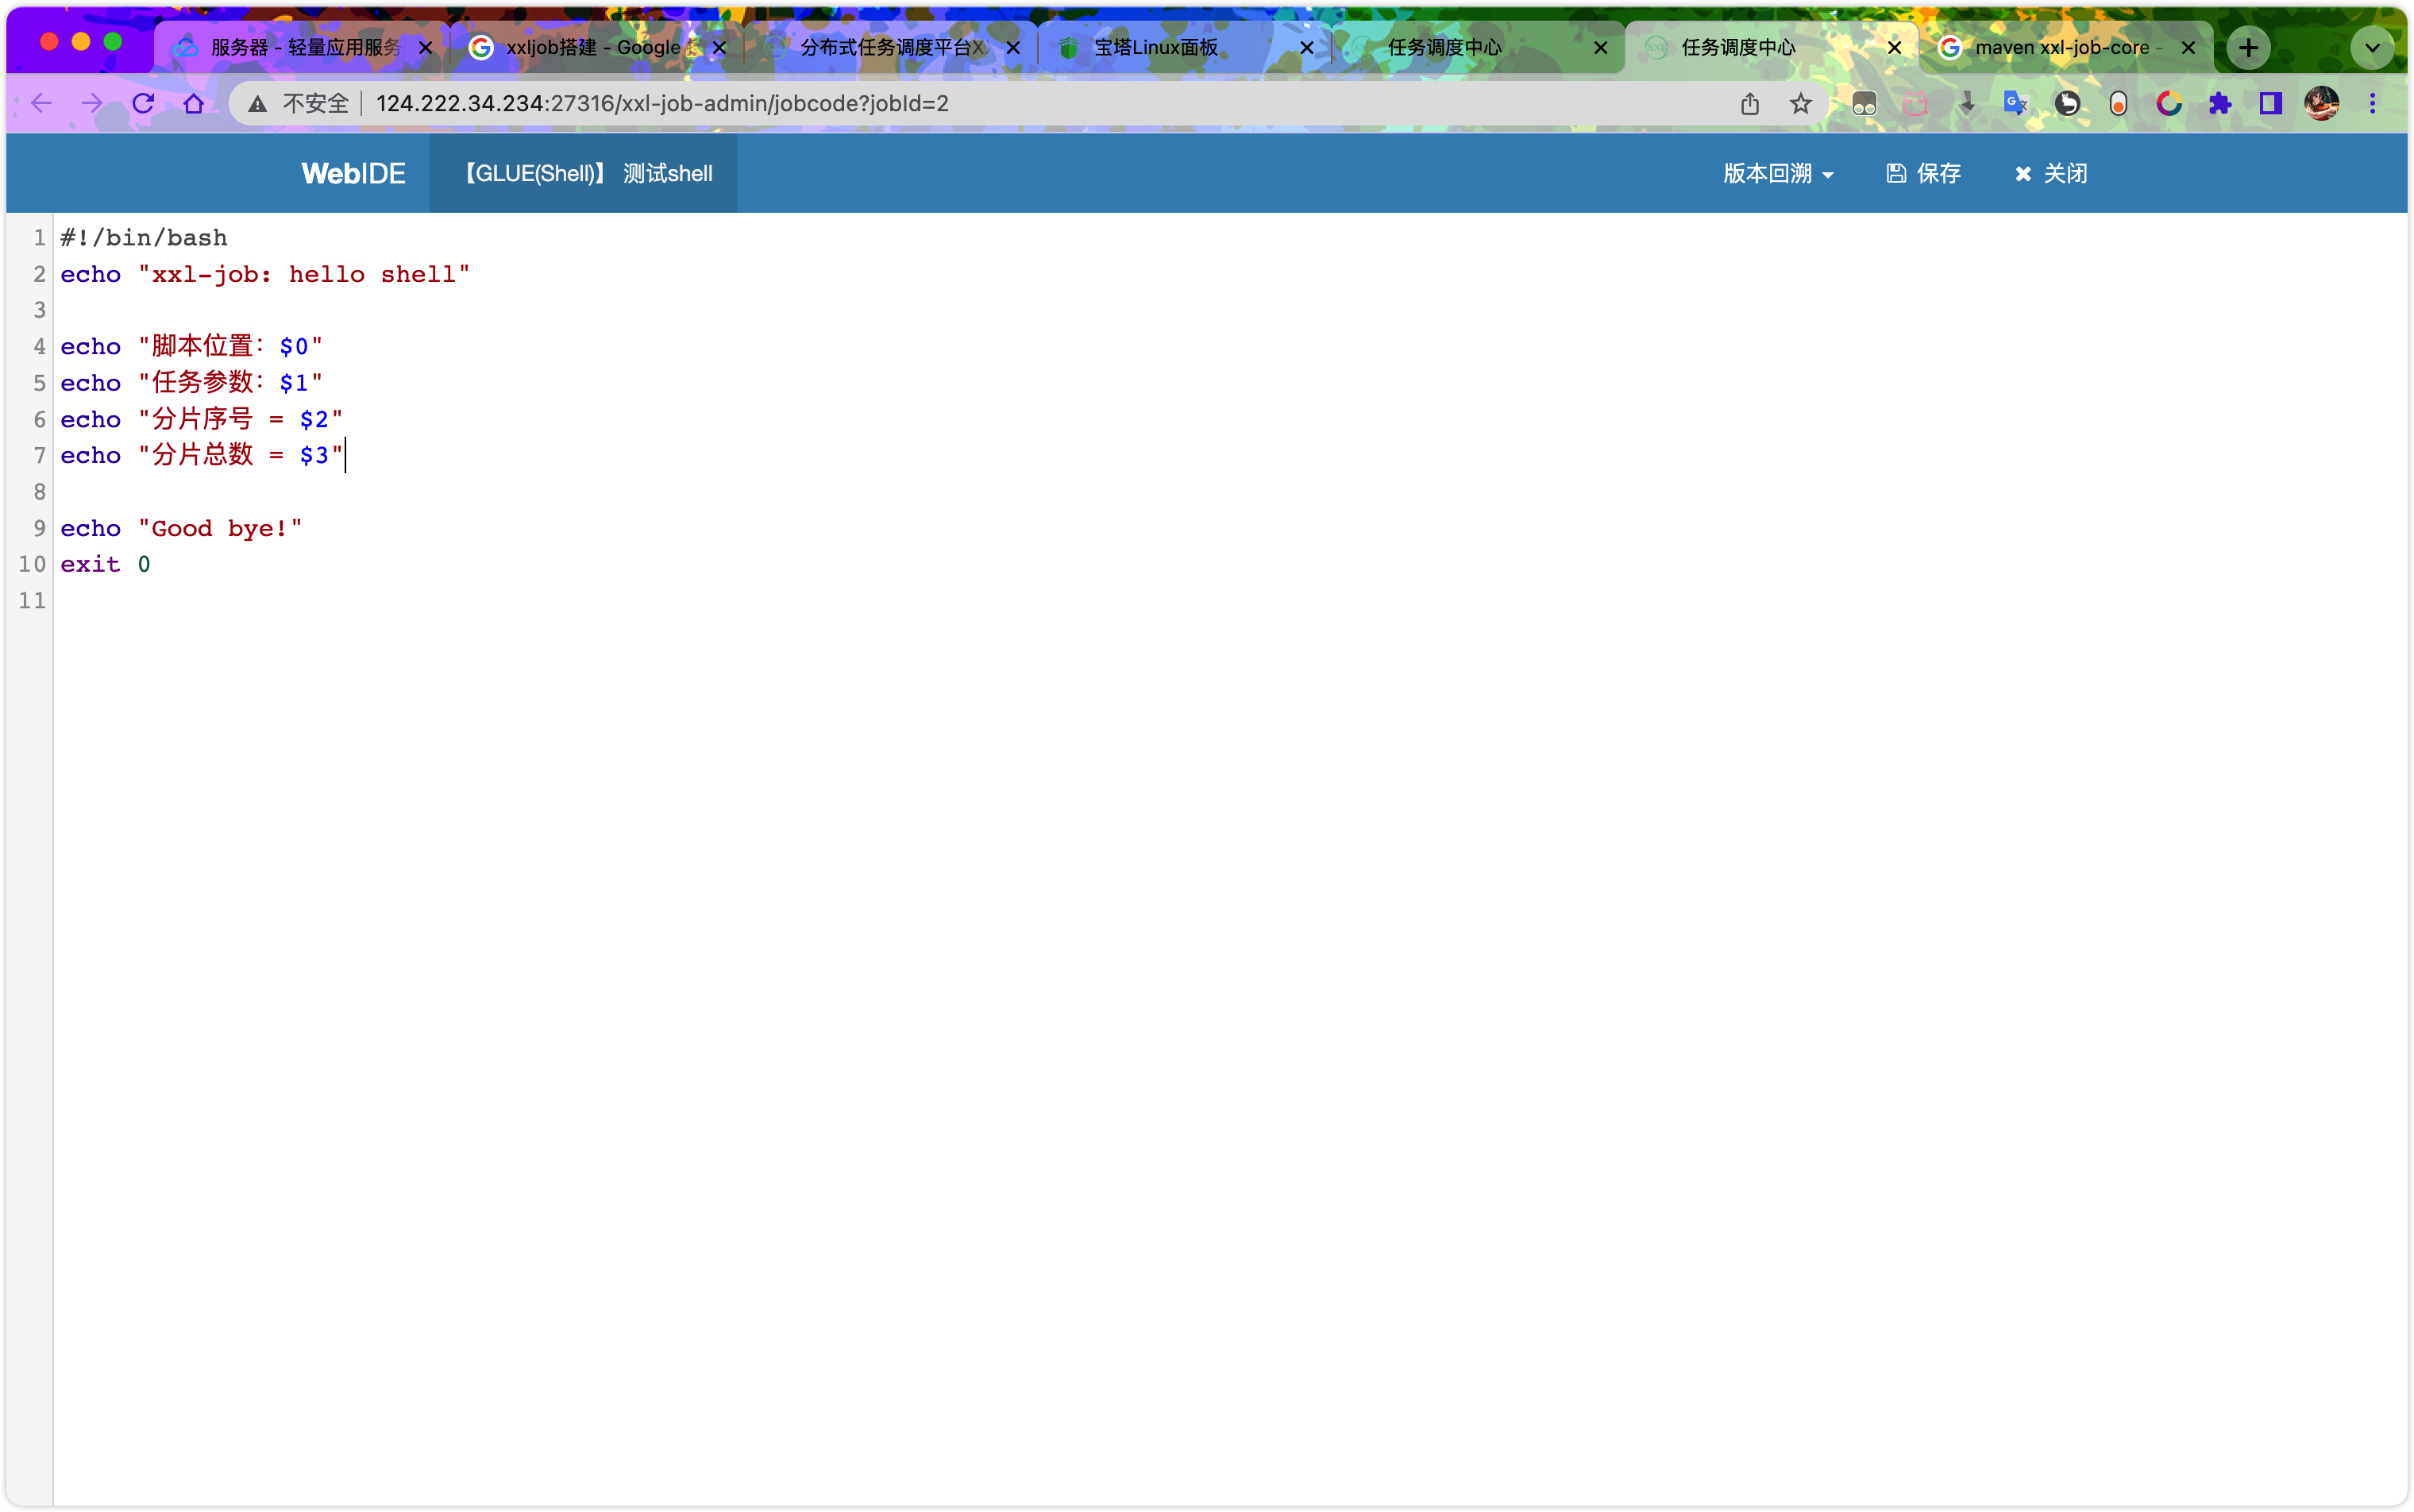 服务器 - 轻量应用服务
xxljob搭建 - Google
分布式任务调度平台X
宝塔Linux面板
任务调度中心
任务调度中心
maven xxl-job-core -
不安全 124.222.34.234:27316/xxl-job-admin/jobcode?jobId=2
WebIDE 【GLUE(Shell)】 测试shell 版本回溯 保存 关闭
1 #!/bin/bash
2 echo "xxl-job: hello shell"
3
4 echo "脚本位置：$0"
5 echo "任务参数：$1"
6 echo "分片序号 = $2"
7 echo "分片总数 = $3"
8
9 echo "Good bye!"
10 exit 0
11